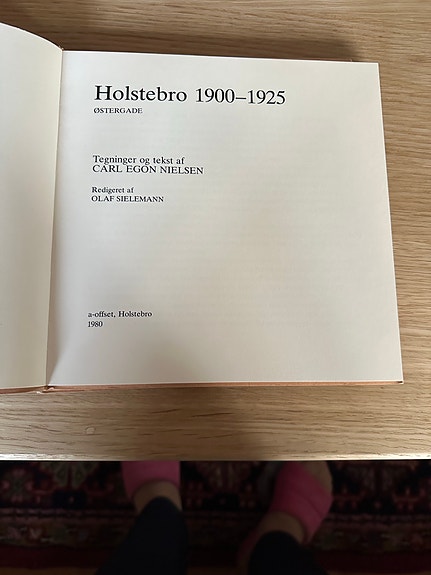 Holstebro 1900–1925
ØSTERGADE
Tegninger og tekst af
CARL EGON NIELSEN
Redigeret af
OLAF SIELEMANN
a-offset, Holstebro
1980